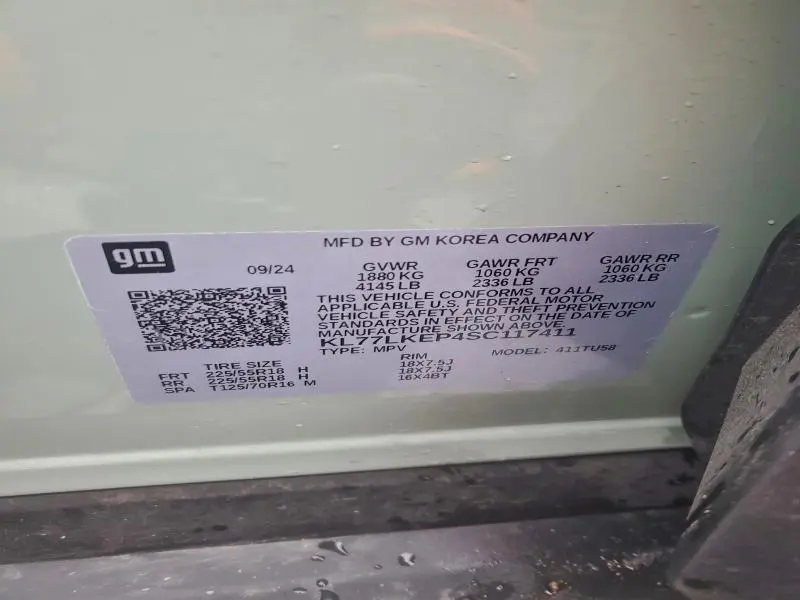 gm
MFD BY GM KOREA COMPANY
09/24
GVWR GAWR FRT GAWR RR
1880 KG 1060 KG 1060 KG
4145 LB 2336 LB 2336 LB
THIS VEHICLE CONFORMS TO ALL
APPLICABLE U.S. FEDERAL MOTOR
VEHICLE SAFETY AND THEFT PREVENTION
STANDARDS IN EFFECT ON THE DATE OF
MANUFACTURE SHOWN ABOVE.
KL77LKEP4SC117411
TYPE: MPV MODEL: 411TU58
TIRE SIZE RIM
FRT 225/55R18 H 18X7.5J
RR 225/55R18 H 18X7.5J
SPA T125/70R16 M 16X4BT